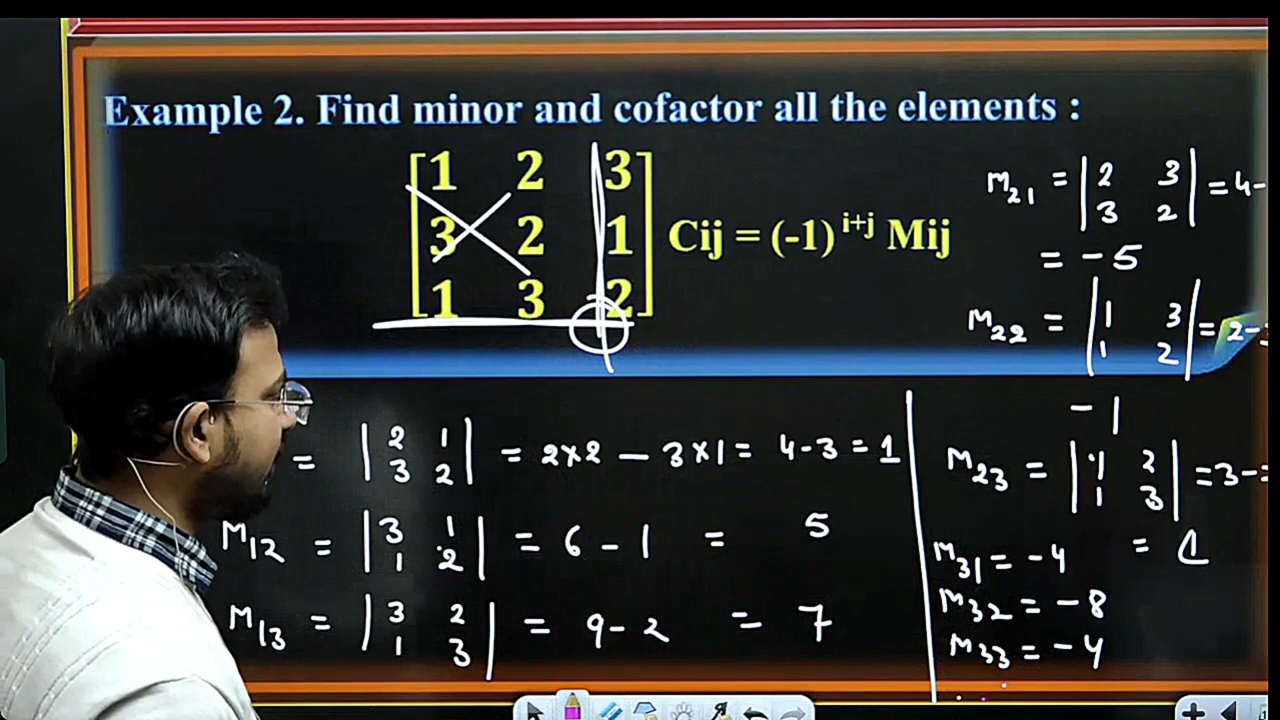 Example 2. Find minor and cofactor all the elements :
1 2 3
3 2 1
1 3 2
Cij = (-1)^i+j Mij
= | 2 1 | = 2×2 — 3×1 = 4-3 = 1
3 2
M12 = | 3 1 | = 6 - 1 = 5
1 2
M13 = | 3 2 | = 9 - 2 = 7
1 3
M21 = | 2 3 | = 4-
3 2
= -5
M22 = | 1 3 | = 2-
1 2
-1
M23 = | 1 2 | = 3-
1 3
= 1
M31 = -4
M32 = -8
M33 = -4